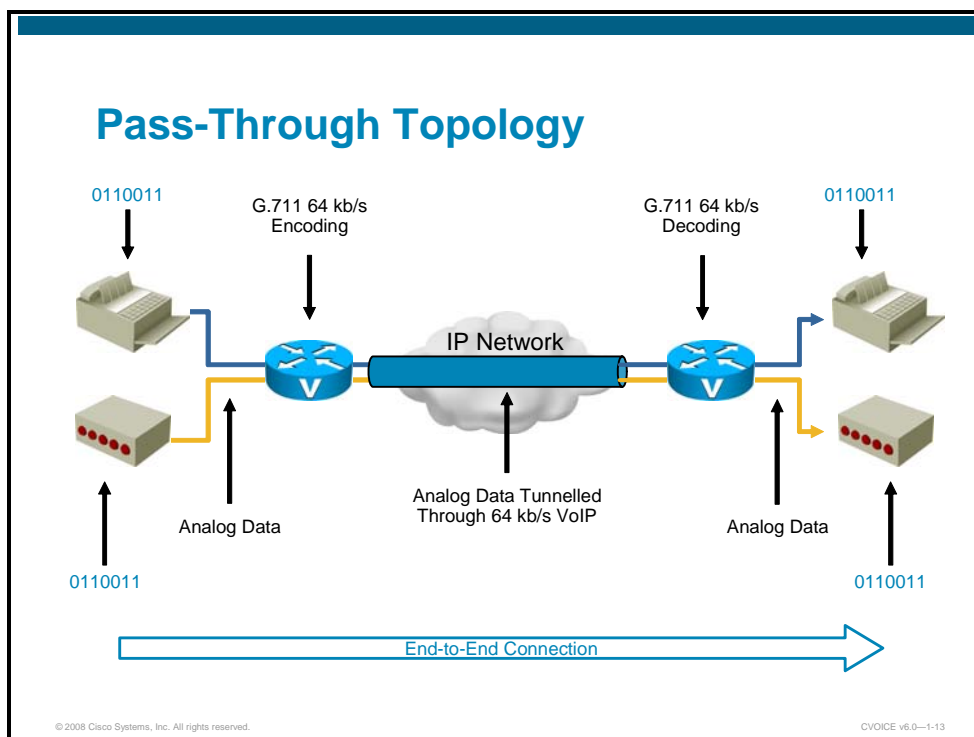 Pass-Through Topology
0110011
0110011
G.711 64 kb/s
Encoding
G.711 64 kb/s
Decoding
IP Network
V
V
Analog Data
Analog Data Tunnelled
Through 64 kb/s VoIP
Analog Data
0110011
0110011
End-to-End Connection
© 2008 Cisco Systems, Inc. All rights reserved.
CVOICE v6.0—1-13